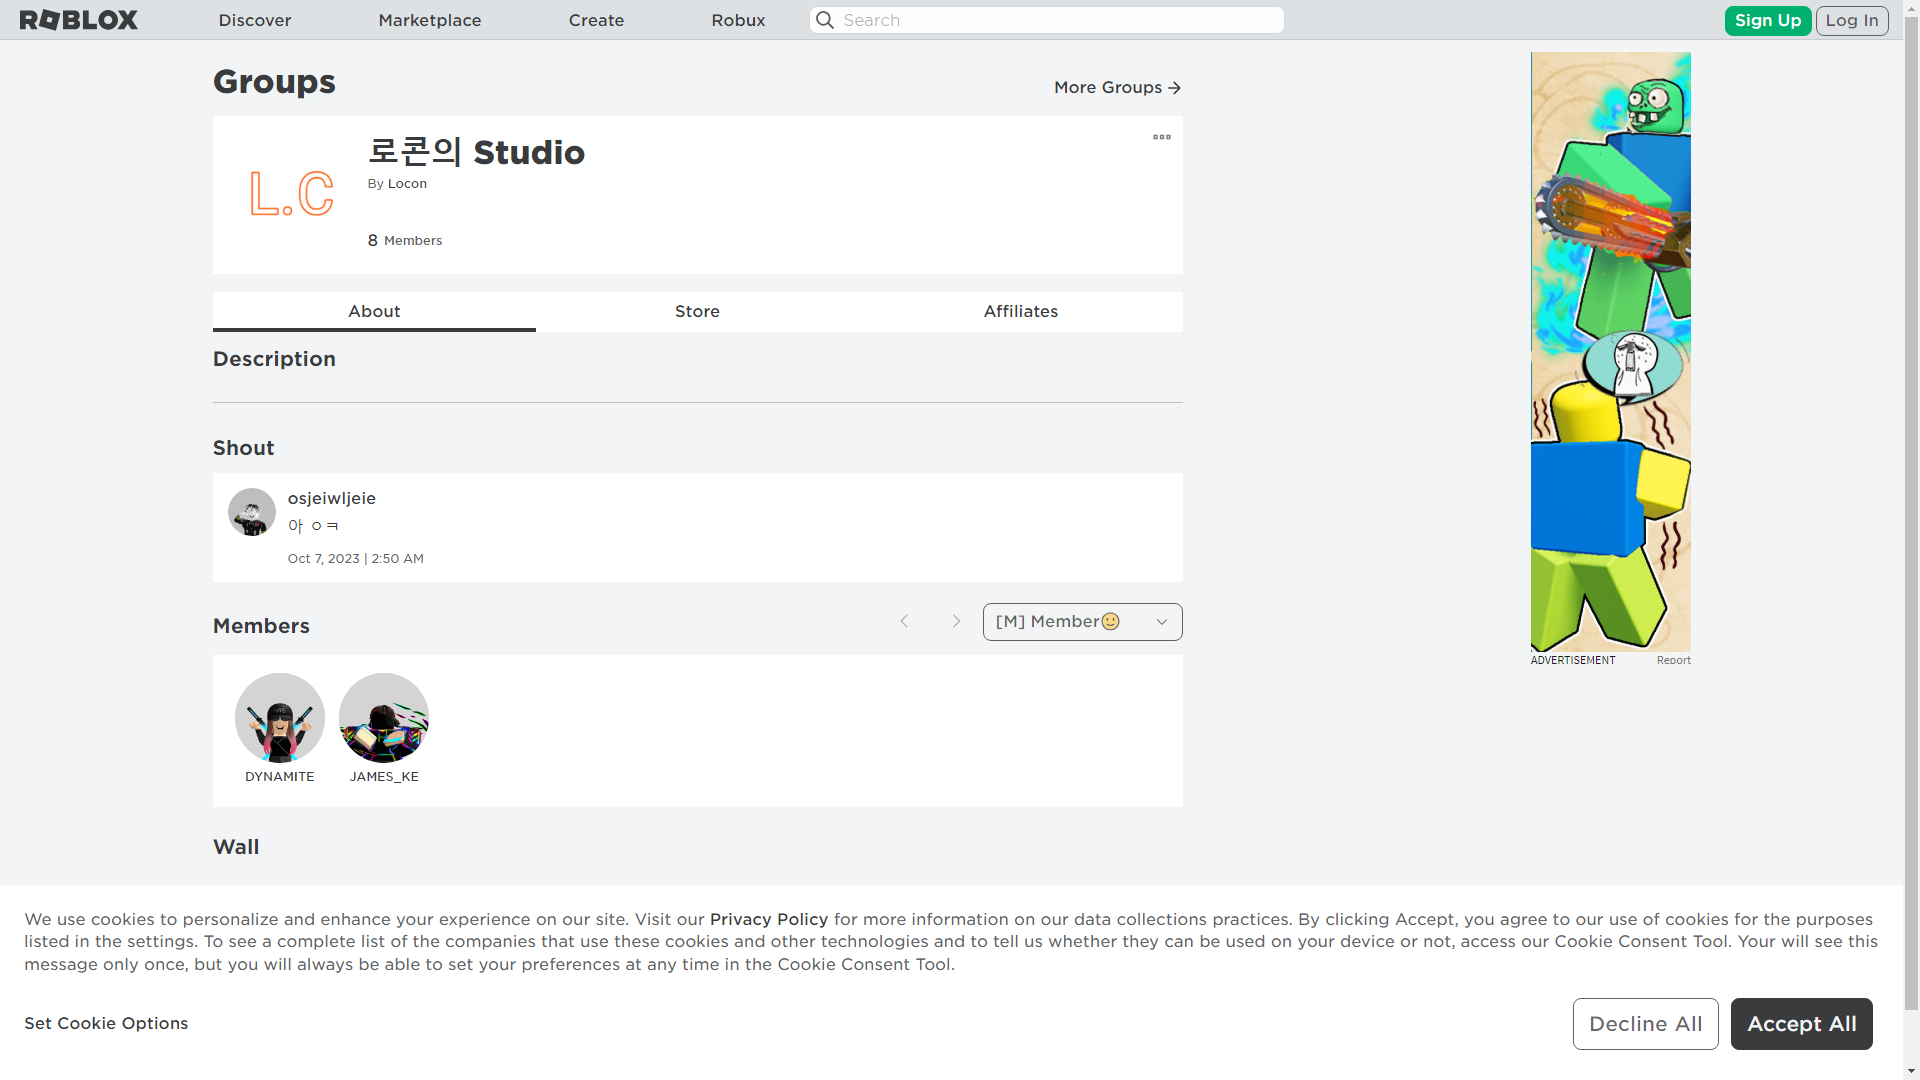 ROBLOX
Discover
Marketplace
Create
Robux
Search
Sign Up
Log In
Groups
More Groups
L.C
로콘의 Studio
By Locon
8 Members
About
Store
Affiliates
Description
Shout
osjeiwljeie
아 ㅇㅋ
Oct 7, 2023 | 2:50 AM
Members
[M] Member🙂
DYNAMITE
JAMES_KE
Wall
ADVERTISEMENT
Report
We use cookies to personalize and enhance your experience on our site. Visit our Privacy Policy for more information on our data collections practices. By clicking Accept, you agree to our use of cookies for the purposes
listed in the settings. To see a complete list of the companies that use these cookies and other technologies and to tell us whether they can be used on your device or not, access our Cookie Consent Tool. Your will see this
message only once, but you will always be able to set your preferences at any time in the Cookie Consent Tool.
Set Cookie Options
Decline All
Accept All